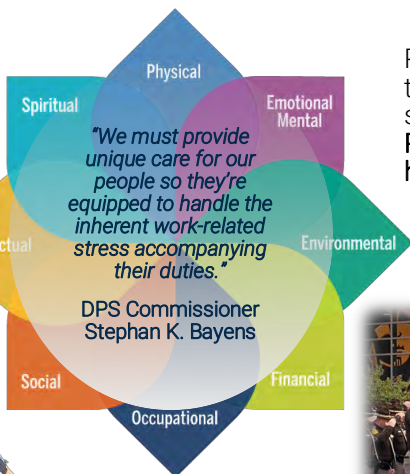 Physical
Spiritual
Emotional
Mental
"We must provide
unique care for our
people so they're
equipped to handle the
inherent work-related
stress accompanying
their duties."
Environmental
DPS Commissioner
Stephan K. Bayens
Social
Financial
Occupational